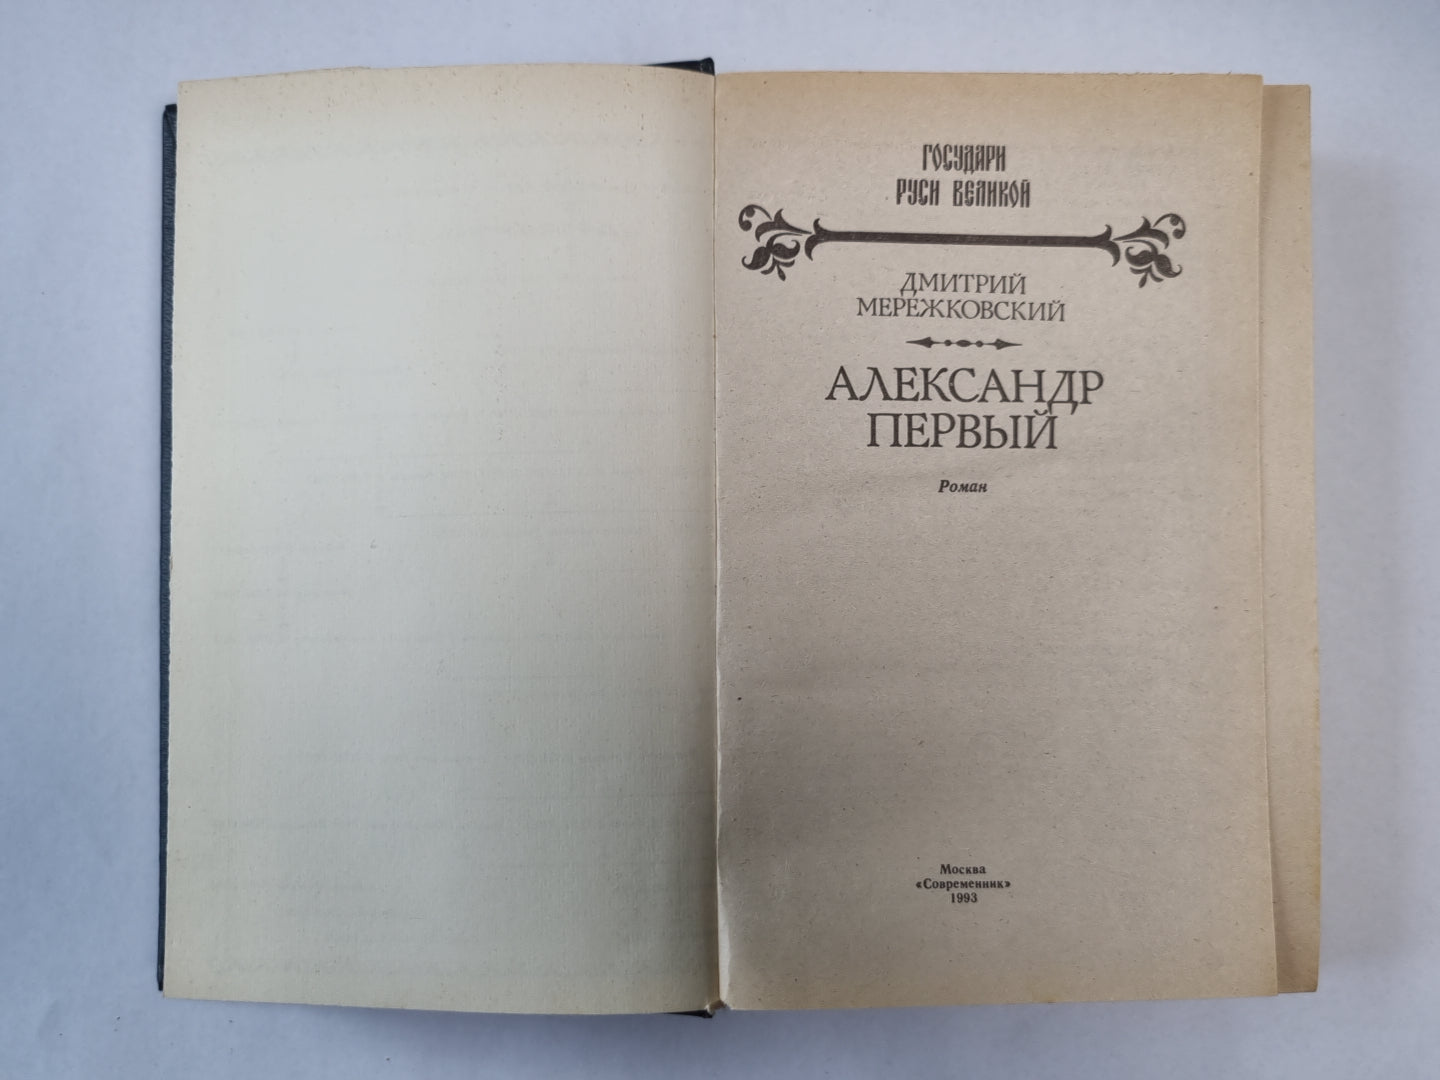 ГОСУДАРИ
РУСИ ВЕЛИКОЙ
ДМИТРИЙ
МЕРЕЖКОВСКИЙ
АЛЕКСАНДР
ПЕРВЫЙ
Роман
Москва
«Современник»
1993